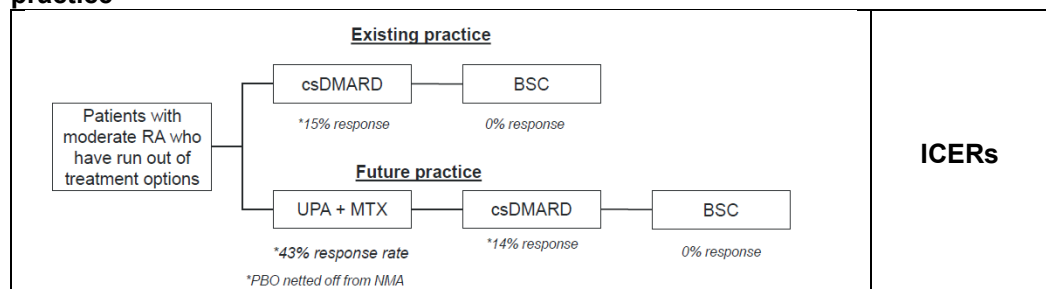 practice
Existing practice
csDMARD
BSC
*15% response
0% response
Patients with
moderate RA who
have run out of
treatment options
Future practice
UPA + MTX
csDMARD
BSC
*43% response rate
*14% response
0% response
*PBO netted off from NMA
ICERs